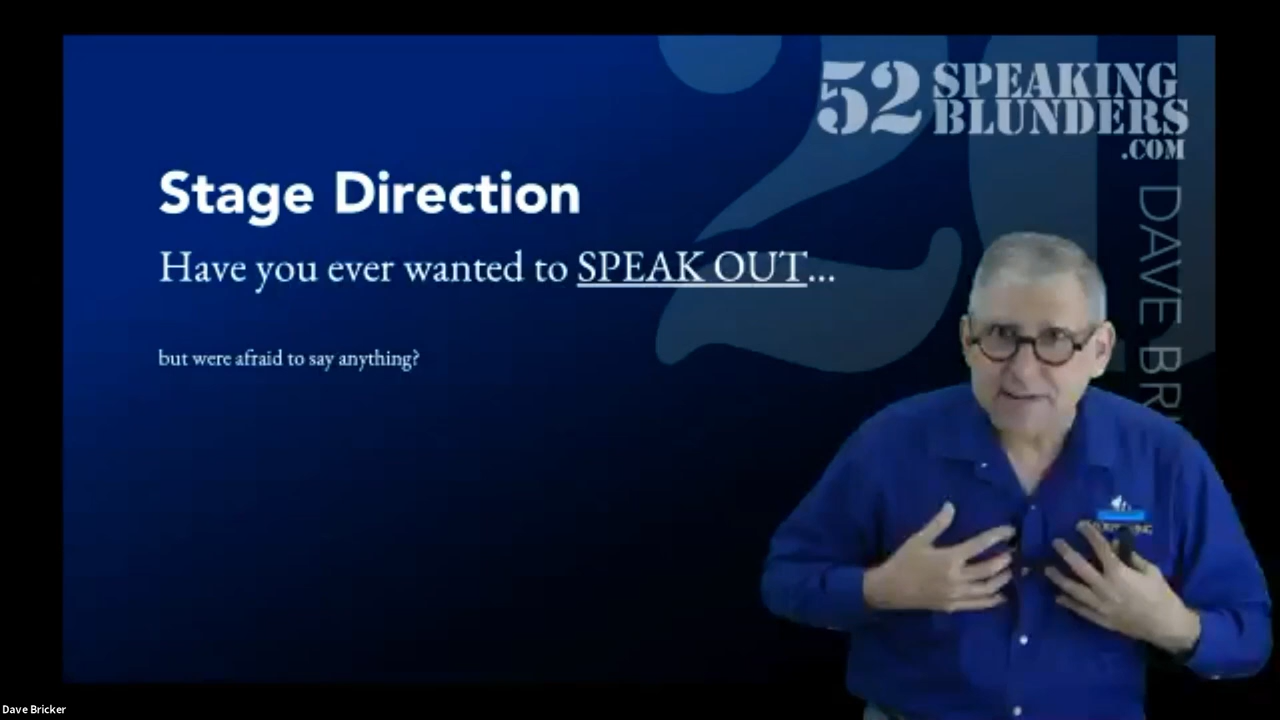 52 SPEAKING
BLUNDERS
.COM
21
Stage Direction
Have you ever wanted to SPEAK OUT...
but were afraid to say anything?
DAVE
Dave Bricker